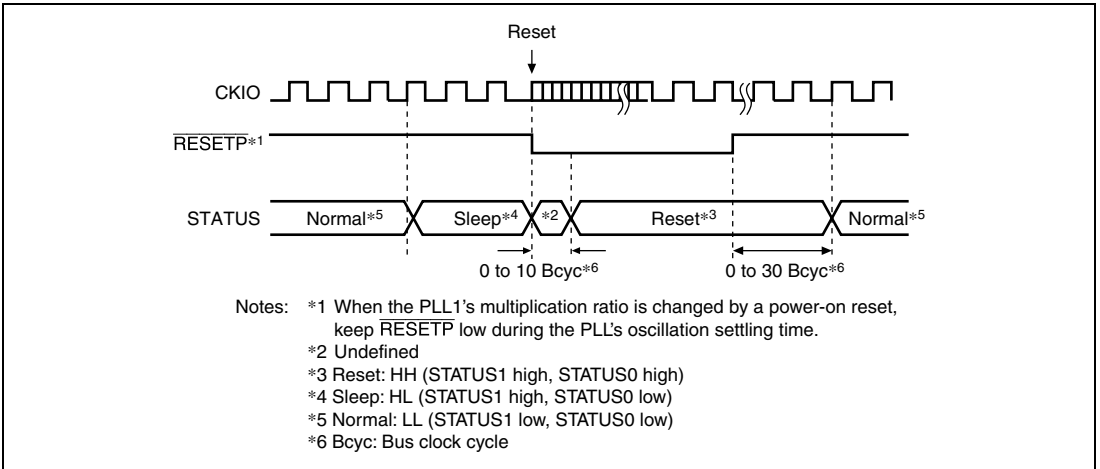 Reset
CKIO
RESETP*1
STATUS Normal*5 Sleep*4 *2 Reset*3 Normal*5
0 to 10 Bcyc*6 0 to 30 Bcyc*6
Notes: *1 When the PLL1's multiplication ratio is changed by a power-on reset,
keep RESETP low during the PLL's oscillation settling time.
*2 Undefined
*3 Reset: HH (STATUS1 high, STATUS0 high)
*4 Sleep: HL (STATUS1 high, STATUS0 low)
*5 Normal: LL (STATUS1 low, STATUS0 low)
*6 Bcyc: Bus clock cycle